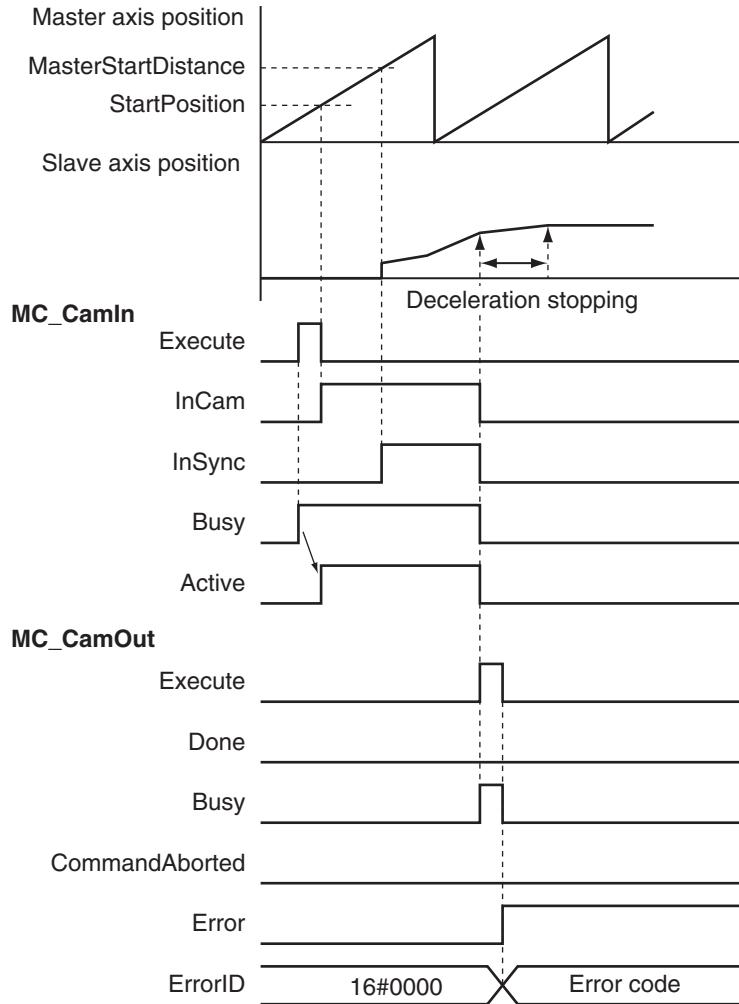 Master axis position
MasterStartDistance
StartPosition
Slave axis position
Deceleration stopping
MC_CamIn
Execute
InCam
InSync
Busy
Active
MC_CamOut
Execute
Done
Busy
CommandAborted
Error
ErrorID
16#0000
Error code